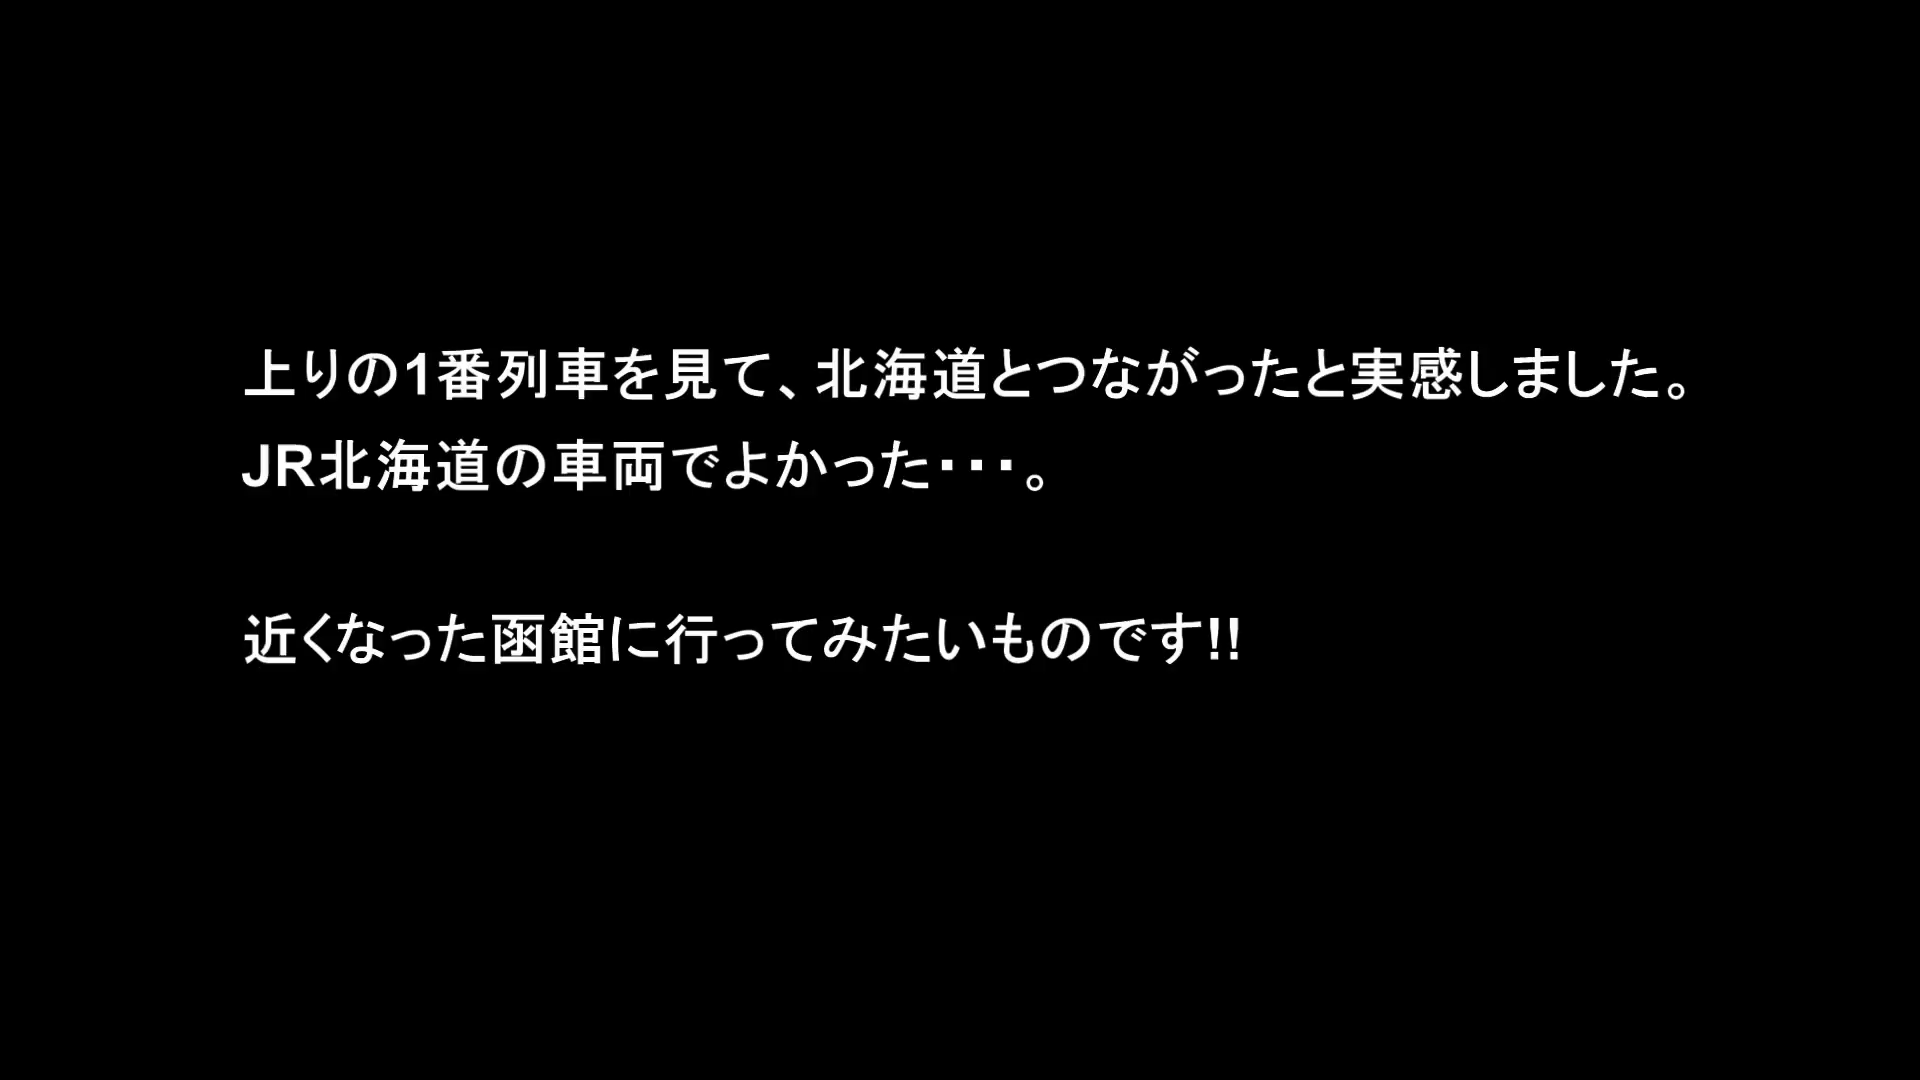 上りの1番列車を見て、北海道とつながったと実感しました。
JR北海道の車両でよかった・・・。
近くなった函館に行ってみたいものです!!